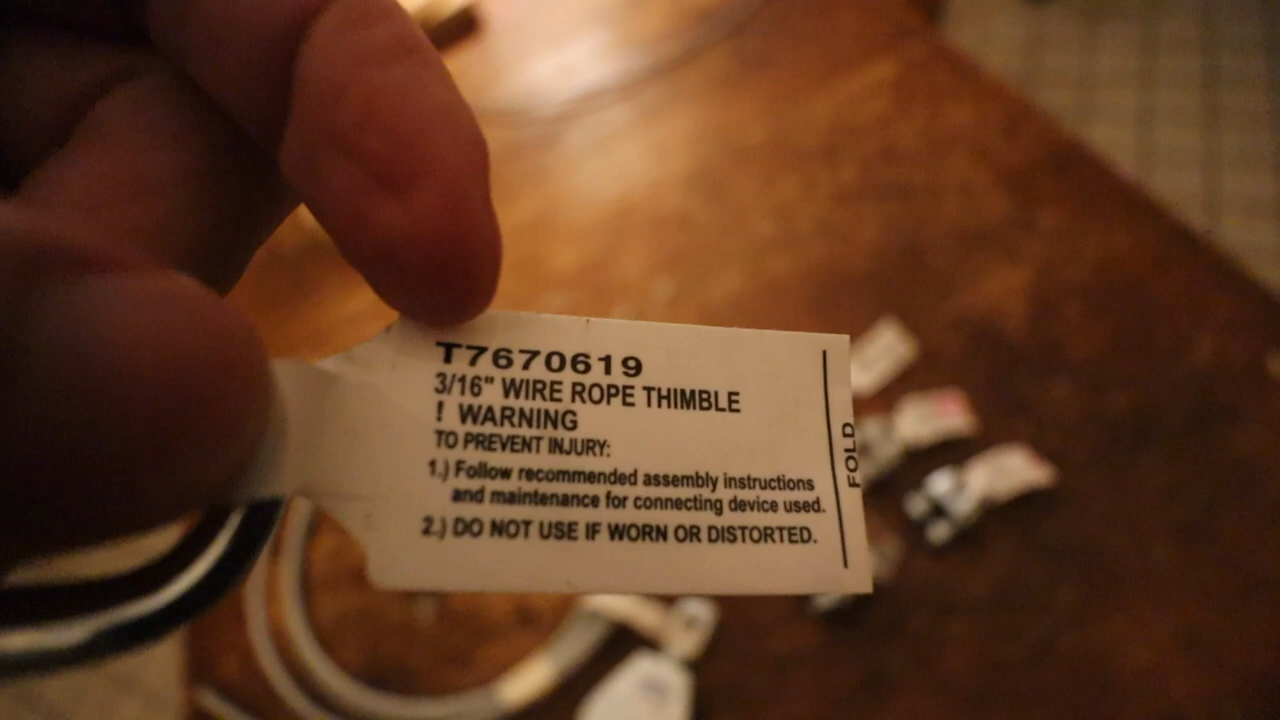 T7670619
3/16" WIRE ROPE THIMBLE
! WARNING
TO PREVENT INJURY:
1.) Follow recommended assembly instructions
and maintenance for connecting device used.
2.) DO NOT USE IF WORN OR DISTORTED.
FOLD